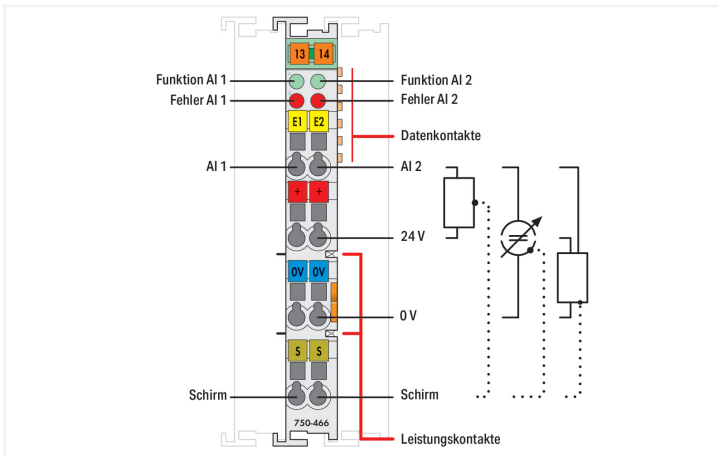 13 14
Funktion AI 1
Funktion AI 2
Fehler AI 1
Fehler AI 2
E1 E2
Datenkontakte
AI 1
AI 2
+ +
24 V
0V 0V
0 V
S S
Schirm
Schirm
750-466
Leistungskontakte